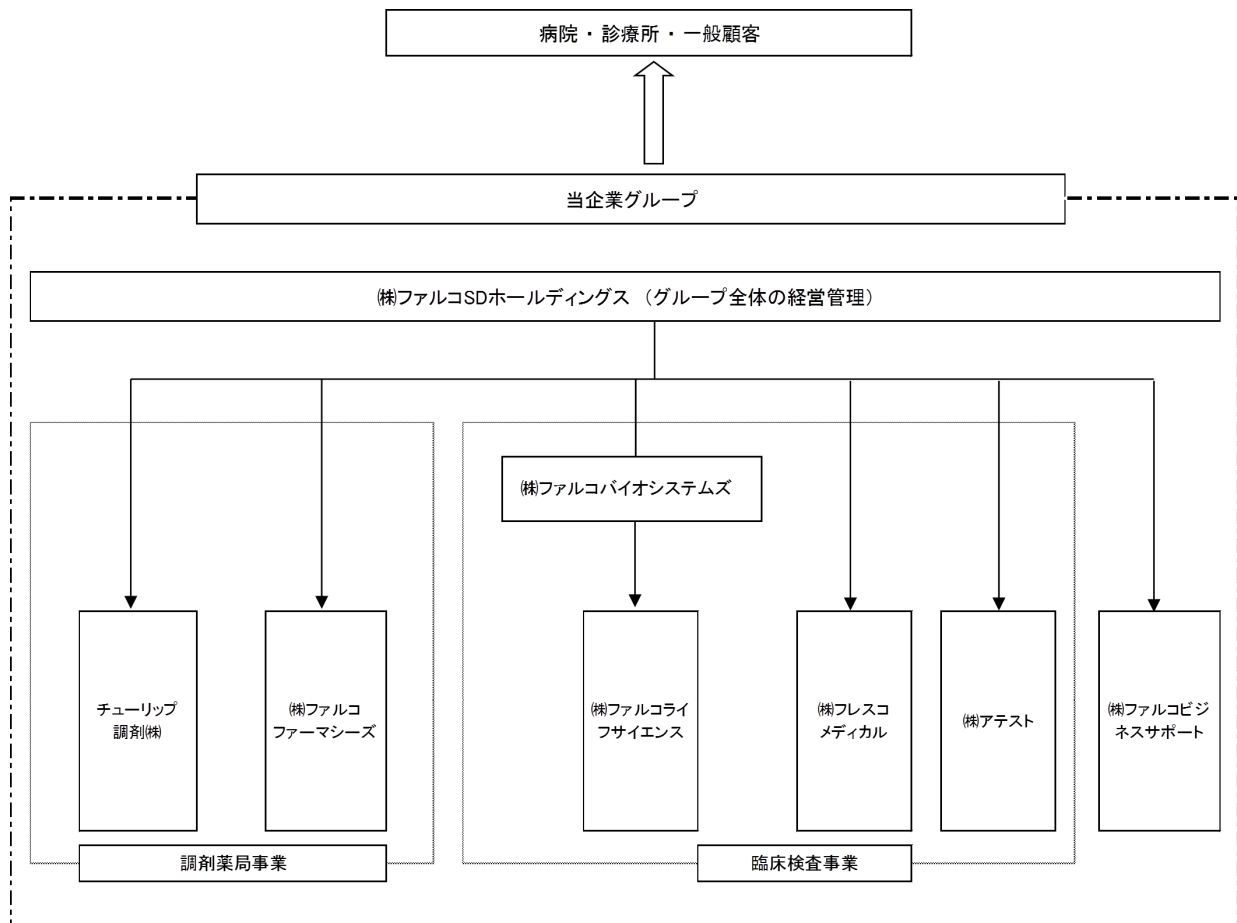 病院・診療所・一般顧客
当企業グループ
㈱ファルコSDホールディングス （グループ全体の経営管理）
㈱ファルコバイオシステムズ
チューリップ
調剤㈱
㈱ファルコ
ファーマシーズ
㈱ファルコライ
フサイエンス
㈱フレスコ
メディカル
㈱アテスト
㈱ファルコビジ
ネスサポート
調剤薬局事業
臨床検査事業